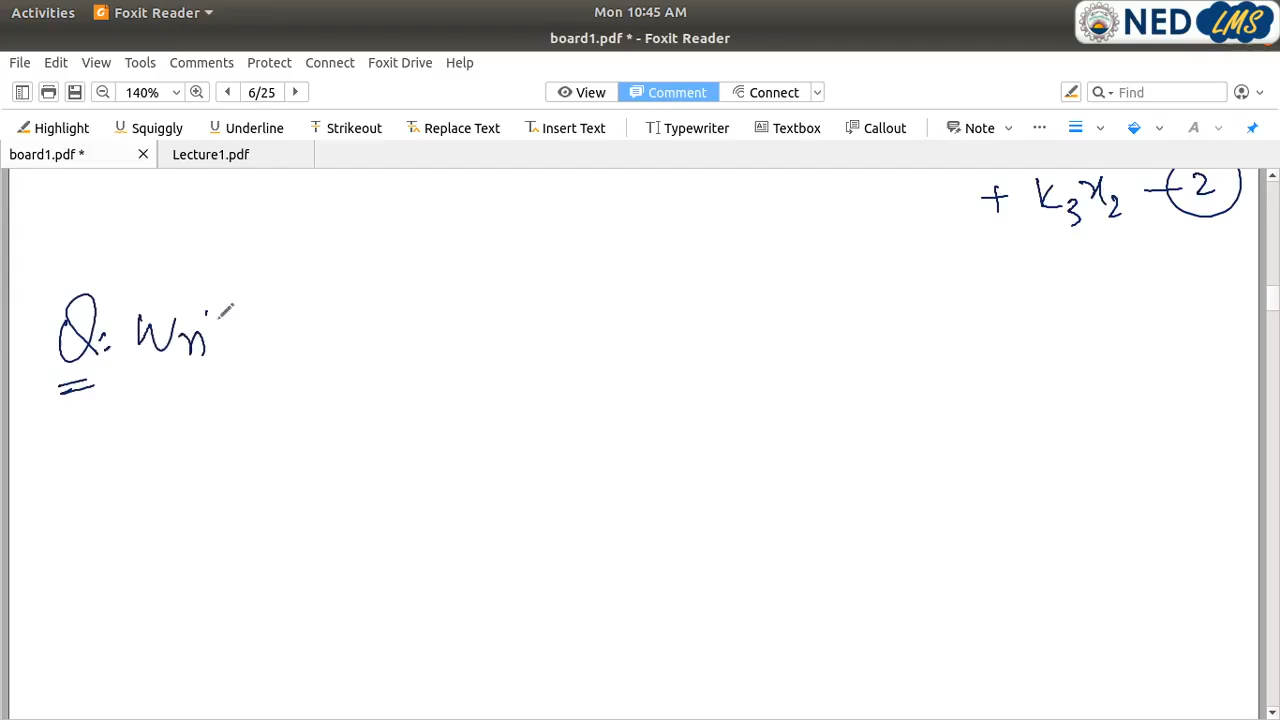 Activities Foxit Reader Mon 10:45 AM
board1.pdf * - Foxit Reader
NED LMS
File Edit View Tools Comments Protect Connect Foxit Drive Help
140% 6/25 View Comment Connect Find
Highlight Squiggly Underline Strikeout Replace Text Insert Text Typewriter Textbox Callout Note ... A
board1.pdf * Lecture1.pdf
+ K₃x₂ — 2
Q: Wri